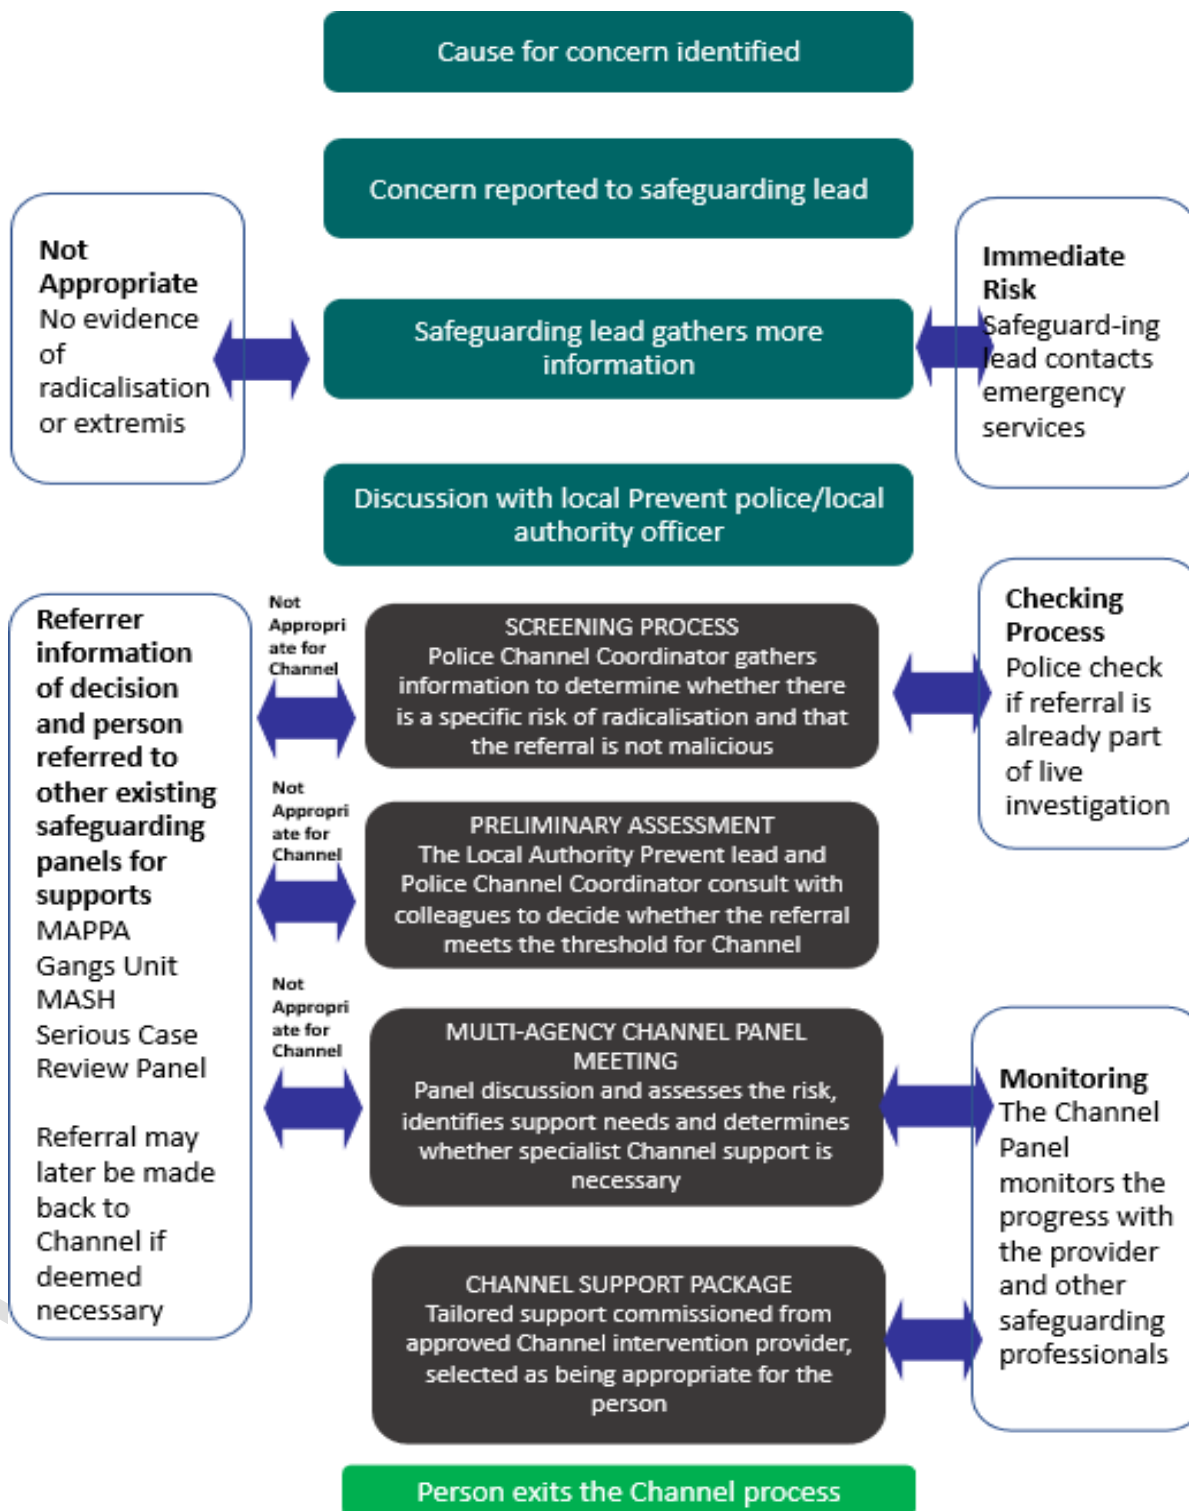 Cause for concern identified
Concern reported to safeguarding lead
Not
Appropriate
No evidence
of
radicalisation
or extremis
Safeguarding lead gathers more
information
Immediate
Risk
Safeguard-ing
lead contacts
emergency
services
Discussion with local Prevent police/local
authority officer
Referrer
information
of decision
and person
referred to
other existing
safeguarding
panels for
supports
MAPPA
Gangs Unit
MASH
Serious Case
Review Panel
Referral may
later be made
back to
Channel if
deemed
necessary
Not
Appropri
ate for
Channel
SCREENING PROCESS
Police Channel Coordinator gathers
information to determine whether there
is a specific risk of radicalisation and that
the referral is not malicious
Checking
Process
Police check
if referral is
already part
of live
investigation
Not
Appropri
ate for
Channel
PRELIMINARY ASSESSMENT
The Local Authority Prevent lead and
Police Channel Coordinator consult with
colleagues to decide whether the referral
meets the threshold for Channel
Not
Appropri
ate for
Channel
MULTI-AGENCY CHANNEL PANEL
MEETING
Panel discussion and assesses the risk,
identifies support needs and determines
whether specialist Channel support is
necessary
Monitoring
The Channel
Panel
monitors the
progress with
the provider
and other
safeguarding
professionals
CHANNEL SUPPORT PACKAGE
Tailored support commissioned from
approved Channel intervention provider,
selected as being appropriate for the
person
Person exits the Channel process